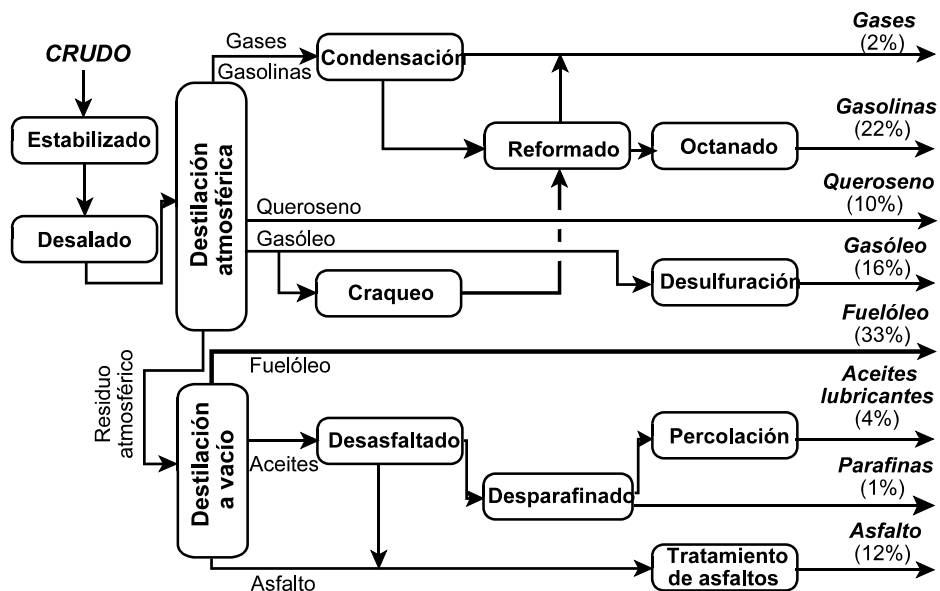 CRUDO
Estabilizado
Desalado
Destilación
atmosférica
Gases
Gasolinas
Condensación
Gases
(2%)
Reformado
Octanado
Gasolinas
(22%)
Queroseno
Queroseno
(10%)
Gasóleo
Craqueo
Desulfuración
Gasóleo
(16%)
Residuo
atmosférico
Destilación
a vacío
Fuelóleo
Fuelóleo
(33%)
Aceites
Desasfaltado
Desparafinado
Percolación
Aceites
lubricantes
(4%)
Parafinas
(1%)
Asfalto
Tratamiento
de asfaltos
Asfalto
(12%)